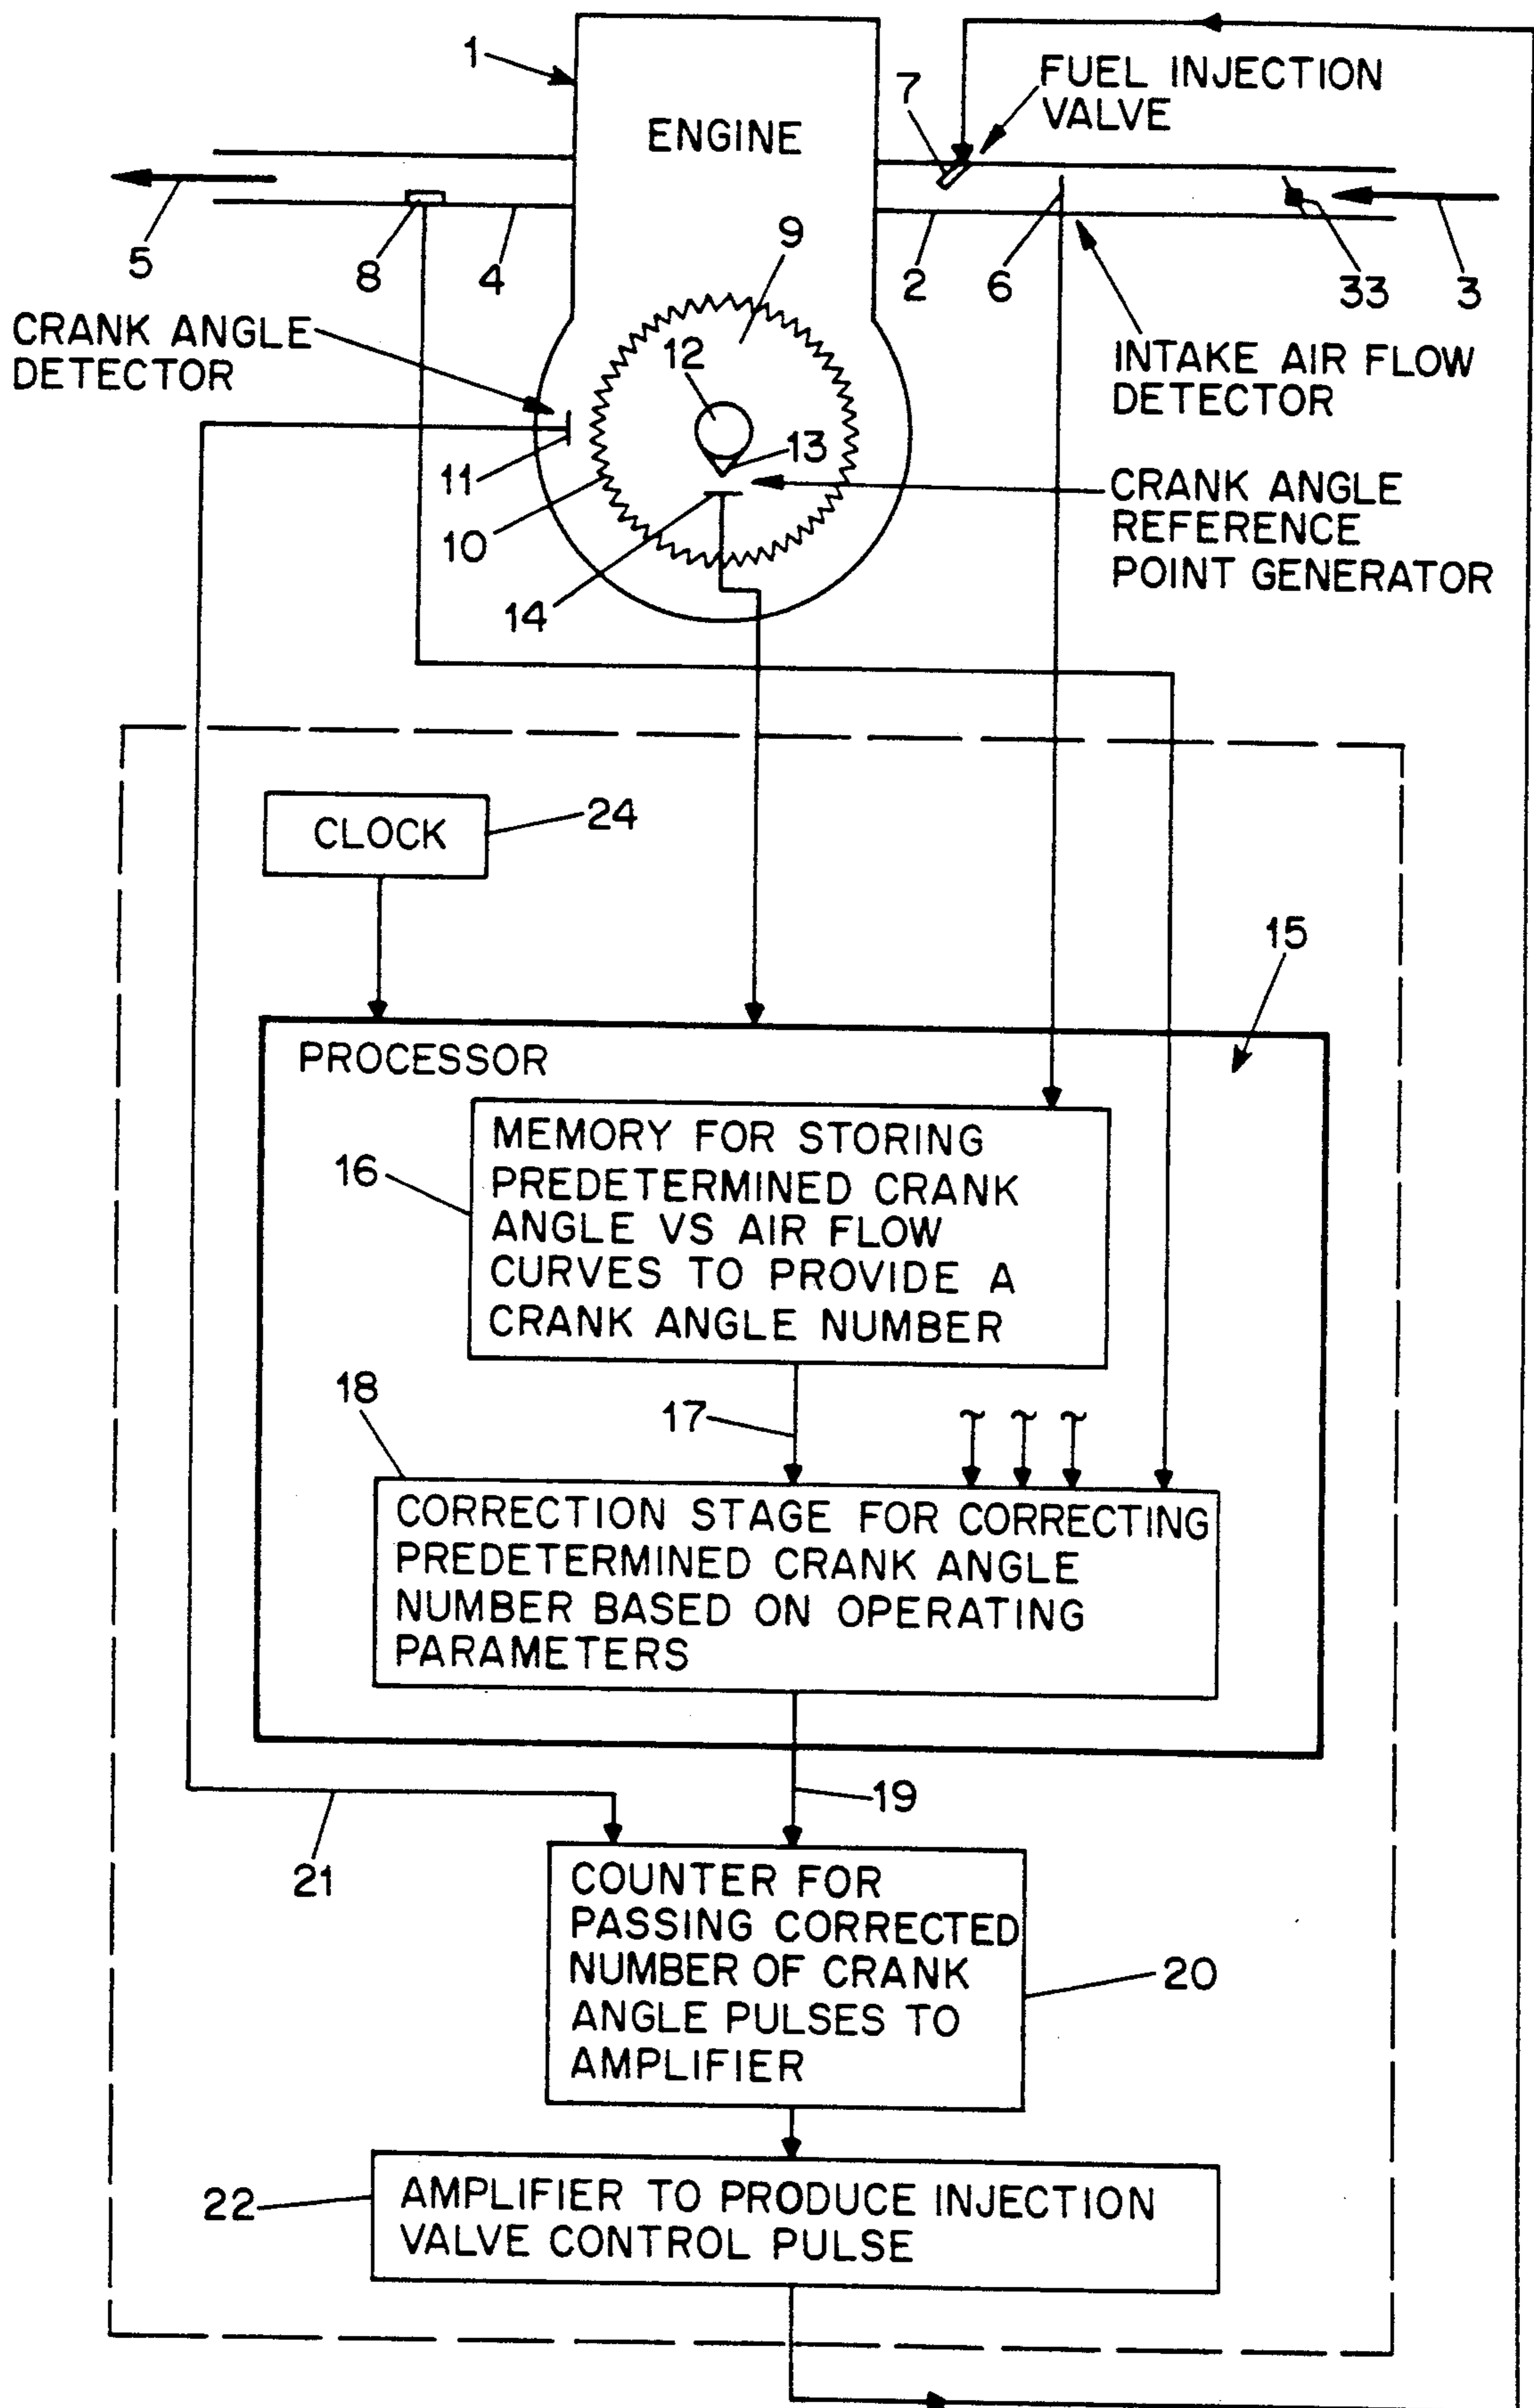 1
ENGINE
7
FUEL INJECTION
VALVE
5
8
4
9
2
6
33
3
CRANK ANGLE
DETECTOR
12
INTAKE AIR FLOW
DETECTOR
11
13
CRANK ANGLE
REFERENCE
POINT GENERATOR
10
14
CLOCK
24
15
PROCESSOR
16
MEMORY FOR STORING
PREDETERMINED CRANK
ANGLE VS AIR FLOW
CURVES TO PROVIDE A
CRANK ANGLE NUMBER
18
17
CORRECTION STAGE FOR CORRECTING
PREDETERMINED CRANK ANGLE
NUMBER BASED ON OPERATING
PARAMETERS
19
21
COUNTER FOR
PASSING CORRECTED
NUMBER OF CRANK
ANGLE PULSES TO
AMPLIFIER
20
22
AMPLIFIER TO PRODUCE INJECTION
VALVE CONTROL PULSE